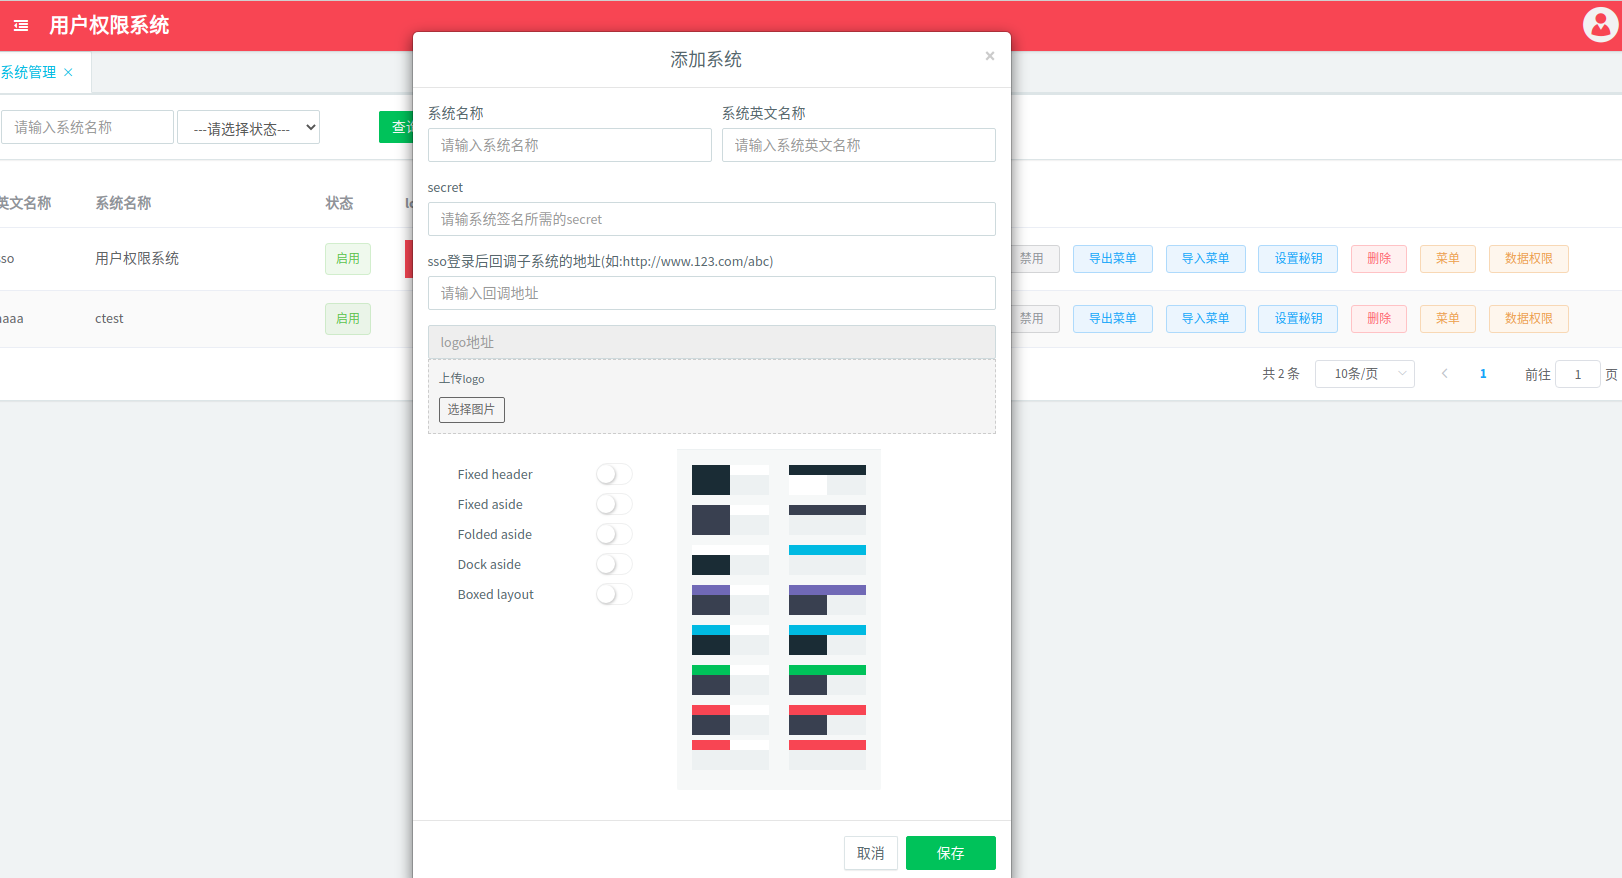 用户权限系统
系统管理 ×
请输入系统名称
---请选择状态---
查
英文名称
系统名称
状态
so
用户权限系统
启用
禁用
导出菜单
导入菜单
设置秘钥
删除
菜单
数据权限
aaa
ctest
启用
禁用
导出菜单
导入菜单
设置秘钥
删除
菜单
数据权限
共 2 条
10条/页
1
前往
1
页
添加系统
×
系统名称
系统英文名称
请输入系统名称
请输入系统英文名称
secret
请输系统签名所需的secret
sso登录后回调子系统的地址(如:http://www.123.com/abc)
请输入回调地址
logo地址
上传logo
选择图片
Fixed header
Fixed aside
Folded aside
Dock aside
Boxed layout
取消
保存